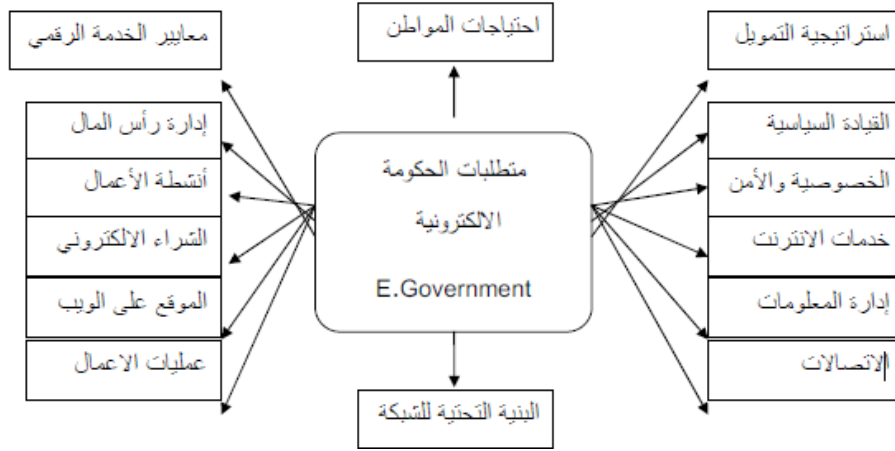 استراتيجية التمويل
احتياجات المواطن
معايير الخدمة الرقمي
القيادة السياسية
الخصوصية والأمن
خدمات الانترنت
إدارة المعلومات
الاتصالات
متطلبات الحكومة
الالكترونية
E.Government
إدارة رأس المال
أنشطة الأعمال
الشراء الالكتروني
الموقع على الويب
عمليات الاعمال
البنية التحتية للشبكة